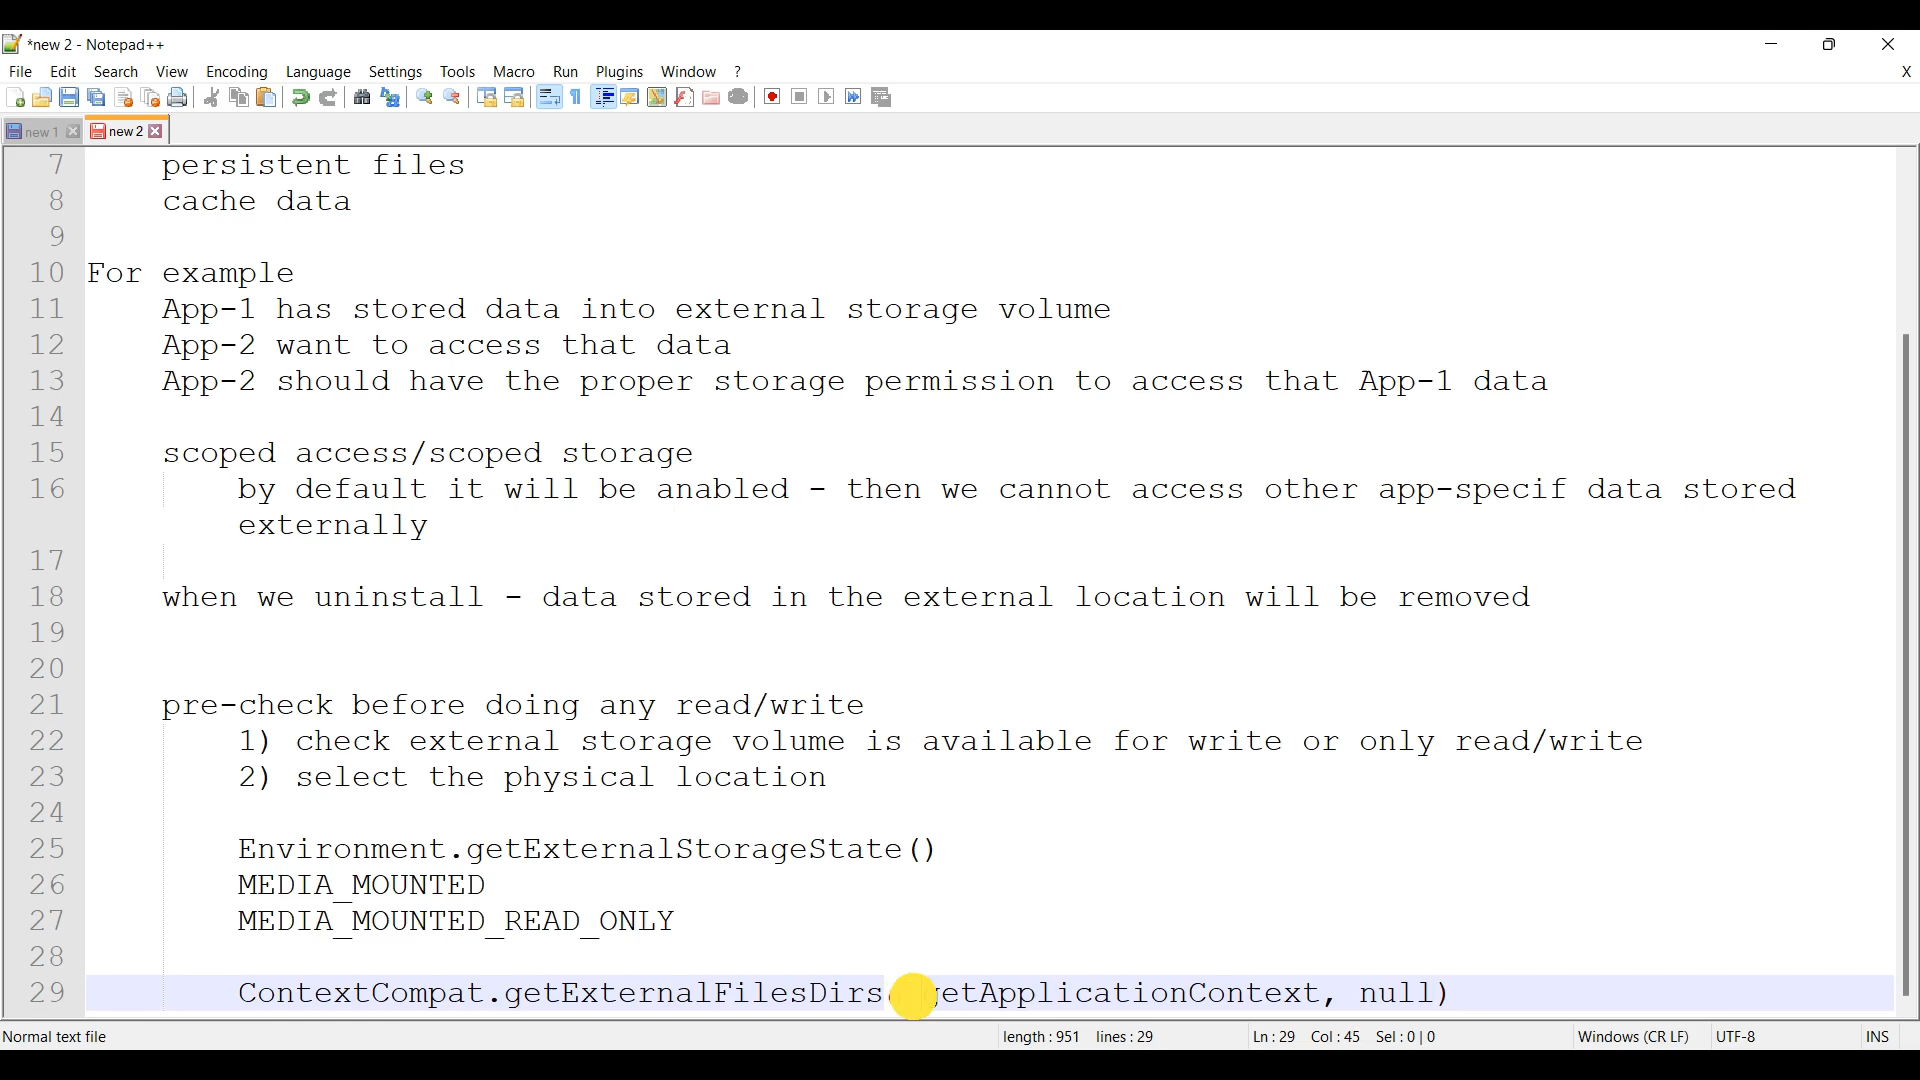 *new 2 - Notepad++
File Edit Search View Encoding Language Settings Tools Macro Run Plugins Window ? X
new 1 new 2
7 persistent files
8 cache data
9
10 For example
11 App-1 has stored data into external storage volume
12 App-2 want to access that data
13 App-2 should have the proper storage permission to access that App-1 data
14
15 scoped access/scoped storage
16 by default it will be anabled - then we cannot access other app-specif data stored
externally
17
18 when we uninstall - data stored in the external location will be removed
19
20
21 pre-check before doing any read/write
22 1) check external storage volume is available for write or only read/write
23 2) select the physical location
24
25 Environment.getExternalStorageState()
26 MEDIA_MOUNTED
27 MEDIA_MOUNTED_READ_ONLY
28
29 ContextCompat.getExternalFilesDirs etApplicationContext, null)
Normal text file length : 951 lines : 29 Ln : 29 Col : 45 Sel : 0 | 0 Windows (CR LF) UTF-8 INS